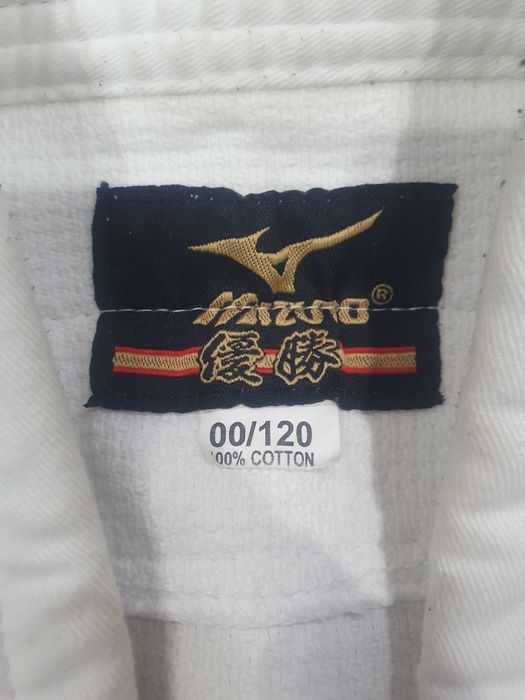 MIZUNO ®
優勝
00/120
100% COTTON